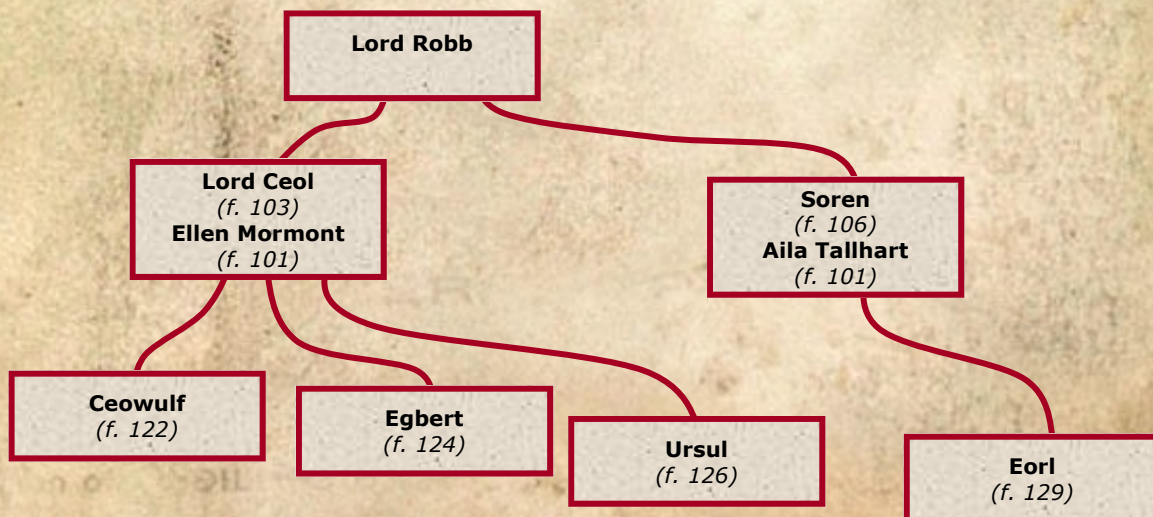 Lord Robb
Lord Ceol
(f. 103)
Ellen Mormont
(f. 101)
Soren
(f. 106)
Aila Tallhart
(f. 101)
Ceowulf
(f. 122)
Egbert
(f. 124)
Ursul
(f. 126)
Eorl
(f. 129)